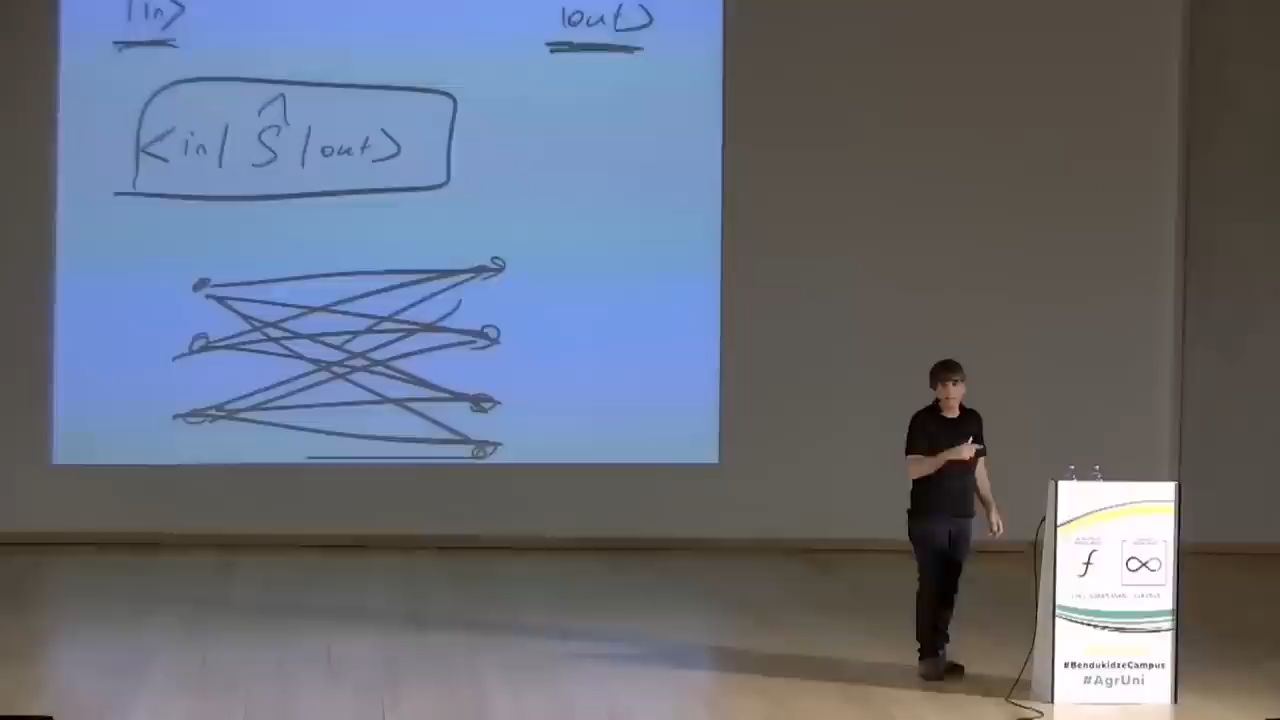 |in>
|out>
<in| Ŝ |out>
f
∞
#BendukidzeCampus
#AgrUni